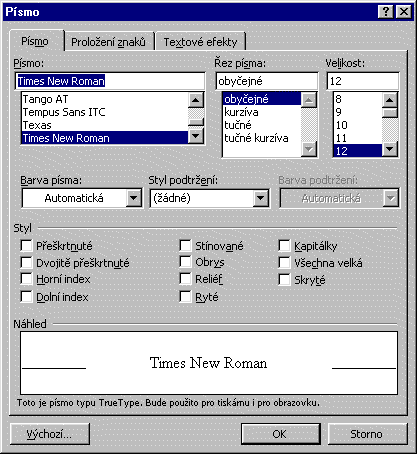 Písmo
Písmo
Proložení znaků
Textové efekty
Písmo:
Řez písma:
Velikost:
Times New Roman
obyčejné
12
Tango AT
Tempus Sans ITC
Texas
Times New Roman
obyčejné
kurzíva
tučné
tučné kurzíva
8
9
10
11
12
Barva písma:
Styl podtržení:
Barva podtržení:
Automatická
(žádné)
Automatická
Styl
Přeškrtnuté
Stínované
Kapitálky
Dvojitě přeškrtnuté
Obrys
Všechna velká
Horní index
Reliéf
Skryté
Dolní index
Ryté
Náhled
Times New Roman
Toto je písmo typu TrueType. Bude použito pro tiskárnu i pro obrazovku.
Výchozí...
OK
Storno